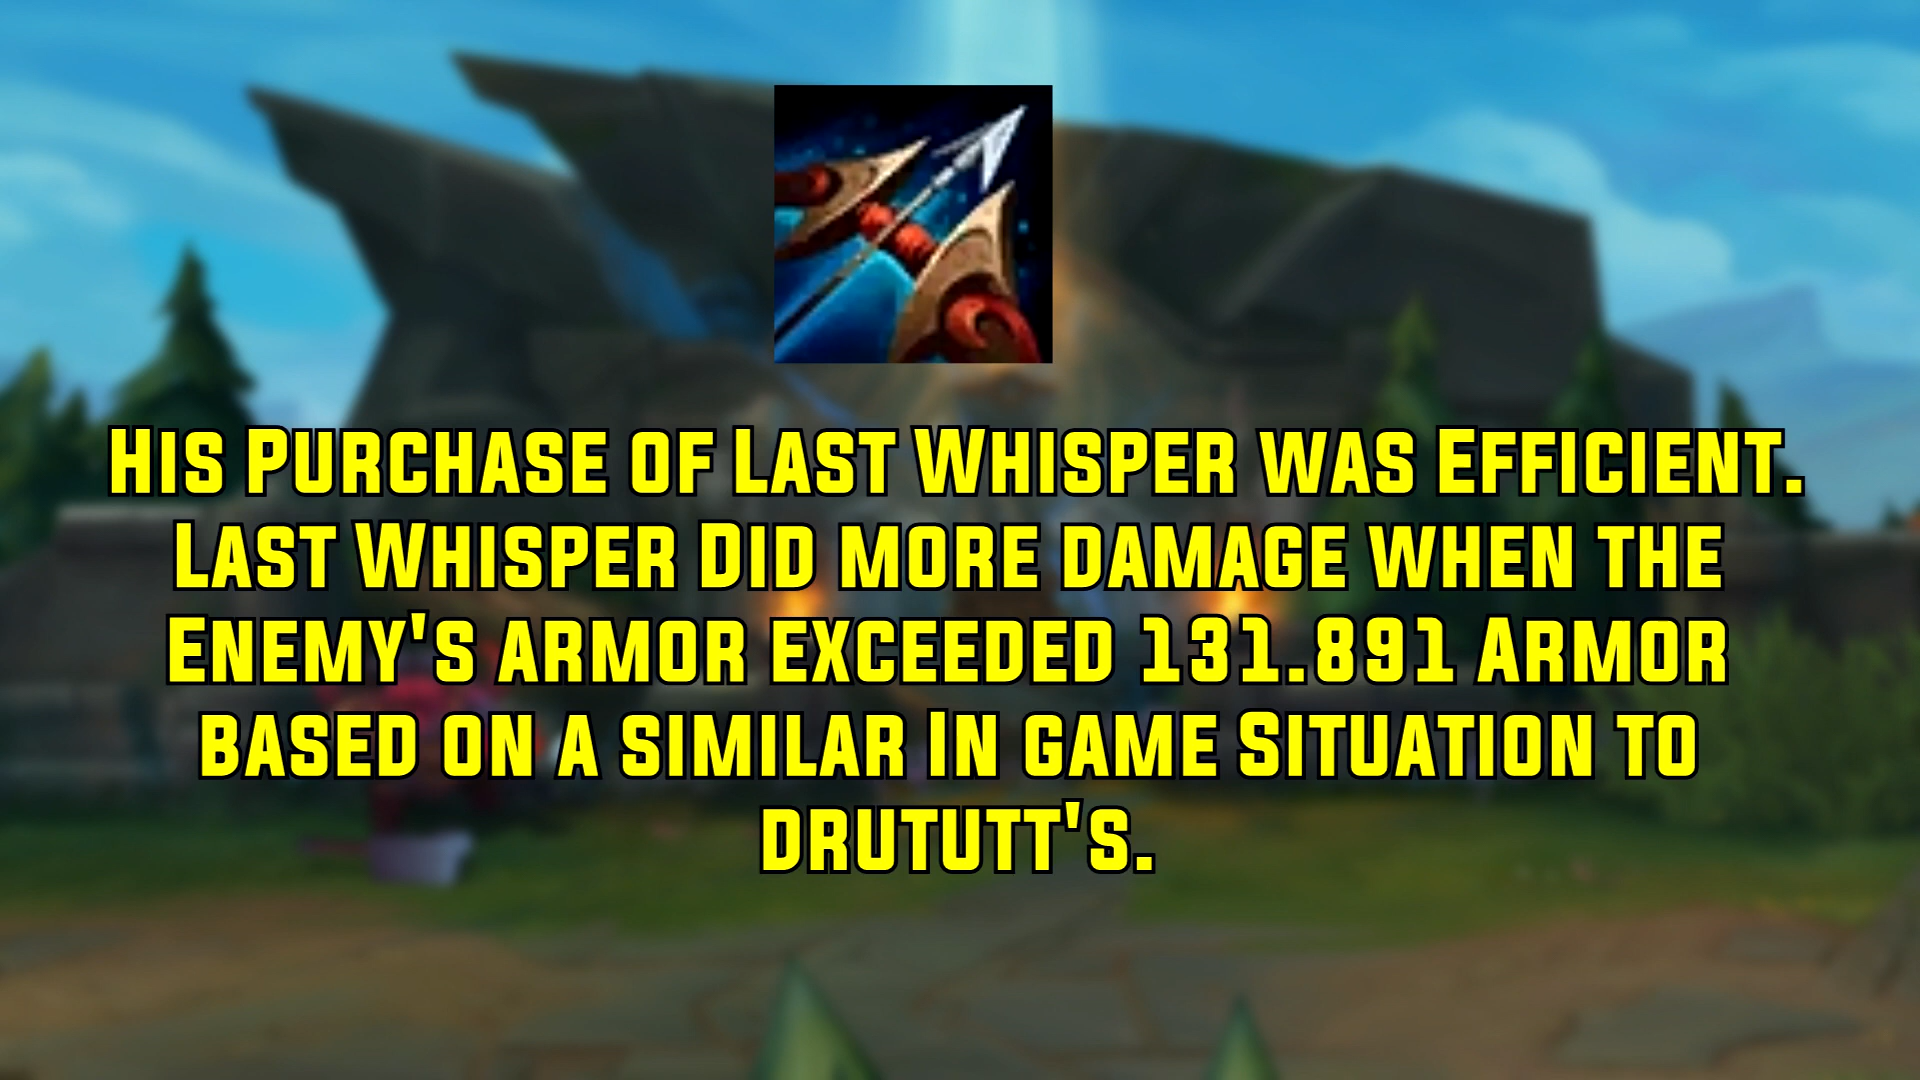 His Purchase of Last Whisper was Efficient.
Last Whisper Did more damage when the
Enemy's armor exceeded 131.891 Armor
based on a similar In game Situation to
drututt's.